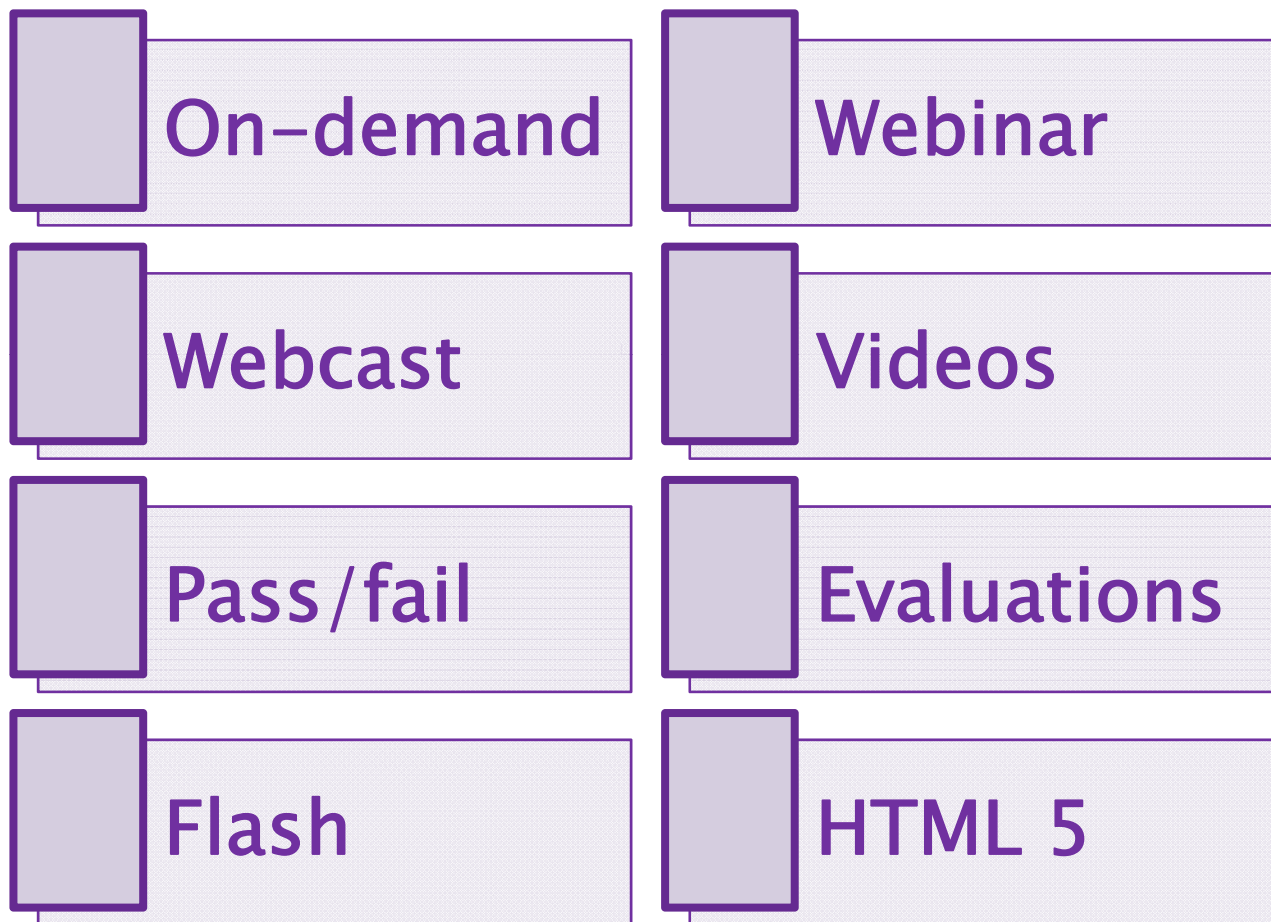 On-demand
Webinar
Webcast
Videos
Pass/fail
Evaluations
Flash
HTML 5